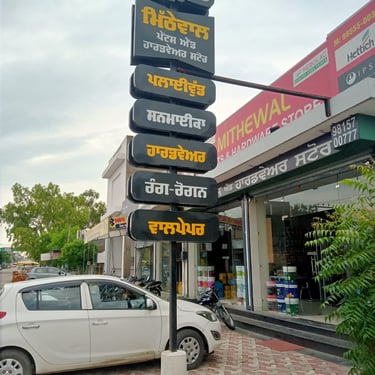 ਮਿੱਠੇਵਾਲ
ਪੇਂਟਸ ਐਂਡ
ਹਾਰਡਵੇਅਰ ਸਟੋਰ
ਪਲਾਈਵੁੱਡ
ਸਨਮਾਈਕਾ
ਹਾਰਡਵੇਅਰ
ਰੰਗ-ਰੋਗਨ
ਵਾਲਪੇਪਰ
Hettich
MITHEWAL
& HARDWARE STORE
98157
00777
ਹਾਰਡਵੇਅਰ ਸਟੋਰ